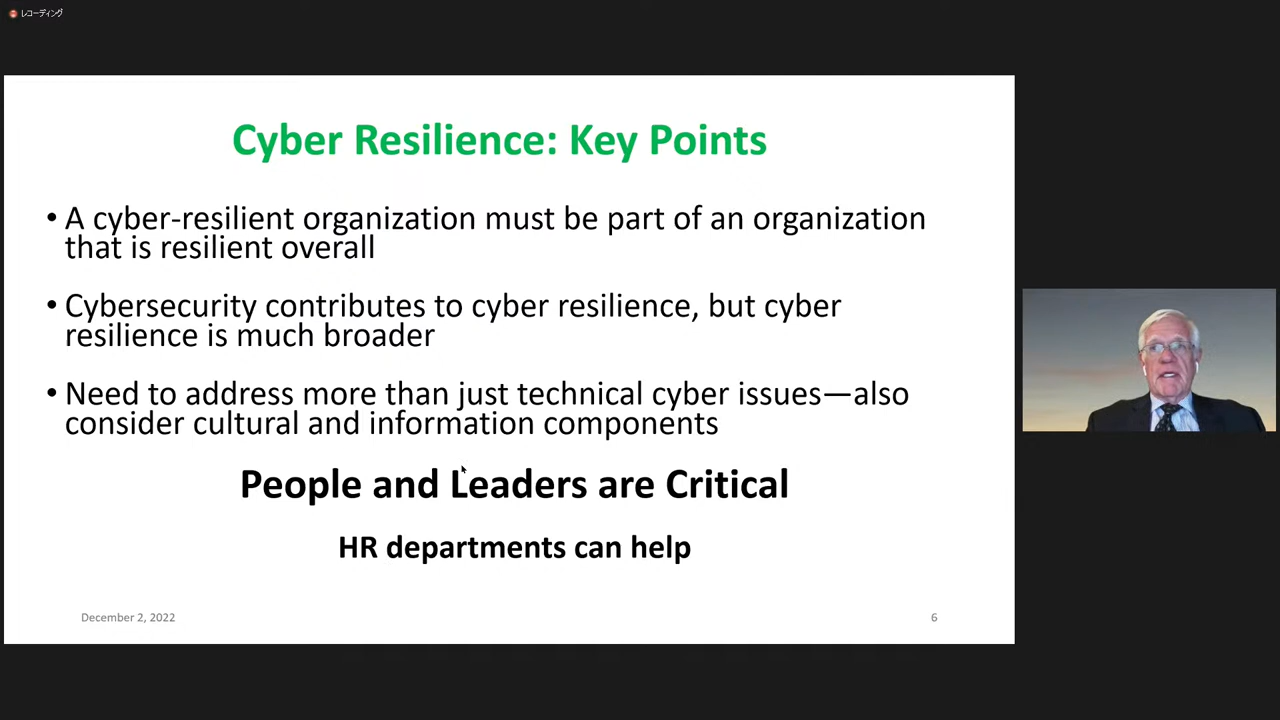 レコーディング
Cyber Resilience: Key Points
• A cyber-resilient organization must be part of an organization
that is resilient overall
• Cybersecurity contributes to cyber resilience, but cyber
resilience is much broader
• Need to address more than just technical cyber issues—also
consider cultural and information components
People and Leaders are Critical
HR departments can help
December 2, 2022
6